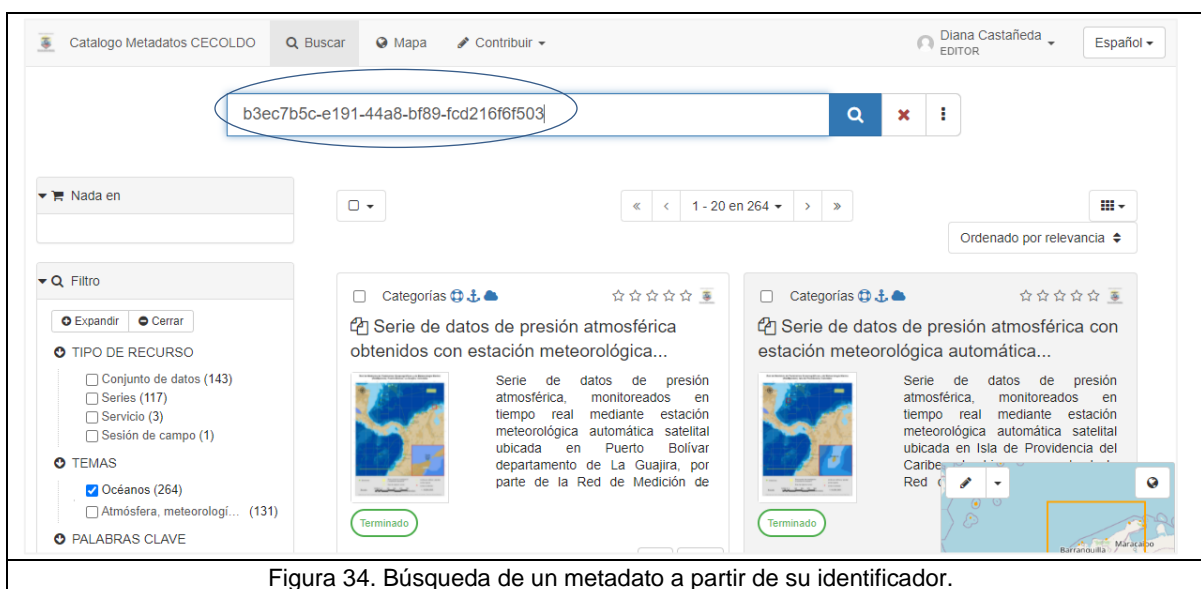 Catalogo Metadatos CECOLDO
Buscar
Mapa
Contribuir
Diana Castañeda
EDITOR
Español
b3ec7b5c-e191-44a8-bf89-fcd216f6f503
Nada en
« < 1 - 20 en 264 > »
Ordenado por relevancia
Filtro
Expandir
Cerrar
TIPO DE RECURSO
Conjunto de datos (143)
Series (117)
Servicio (3)
Sesión de campo (1)
TEMAS
Océanos (264)
Atmósfera, meteorologí... (131)
PALABRAS CLAVE
Categorías
Serie de datos de presión atmosférica
obtenidos con estación meteorológica...
Serie de datos de presión
atmosférica, monitoreados en
tiempo real mediante estación
meteorológica automática satelital
ubicada en Puerto Bolívar
departamento de La Guajira, por
parte de la Red de Medición de
Terminado
Categorías
Serie de datos de presión atmosférica con
estación meteorológica automática...
Serie de datos de presión
atmosférica, monitoreados en
tiempo real mediante estación
meteorológica automática satelital
ubicada en Isla de Providencia del
Caribe
Red
Terminado
Barranquilla
Maracaibo
Figura 34. Búsqueda de un metadato a partir de su identificador.